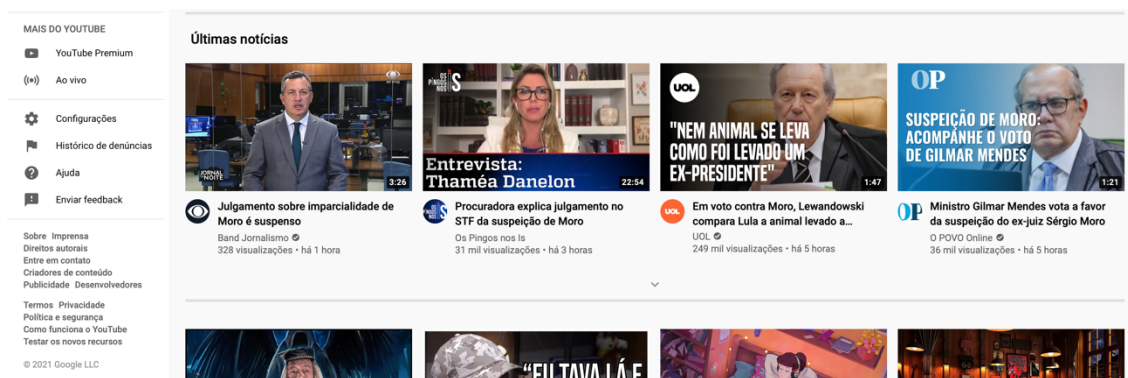 MAIS DO YOUTUBE
YouTube Premium
Ao vivo
Configurações
Histórico de denúncias
Ajuda
Enviar feedback
Sobre Imprensa
Direitos autorais
Entre em contato
Criadores de conteúdo
Publicidade Desenvolvedores
Termos Privacidade
Política e segurança
Como funciona o YouTube
Testar os novos recursos
© 2021 Google LLC
Últimas notícias
JORNAL
DA NOITE
3:26
Julgamento sobre imparcialidade de
Moro é suspenso
Band Jornalismo
328 visualizações • há 1 hora
OS
PINGOS
NOS IS
Entrevista:
Thaméa Danelon
22:54
Procuradora explica julgamento no
STF da suspeição de Moro
Os Pingos nos Is
31 mil visualizações • há 3 horas
UOL
"NEM ANIMAL SE LEVA
COMO FOI LEVADO UM
EX-PRESIDENTE"
1:47
UOL
Em voto contra Moro, Lewandowski
compara Lula a animal levado a...
UOL
249 mil visualizações • há 5 horas
OP
SUSPEIÇÃO DE MORO:
ACOMPANHE O VOTO
DE GILMAR MENDES
1:21
OP
Ministro Gilmar Mendes vota a favor
da suspeição do ex-juiz Sérgio Moro
O POVO Online
36 mil visualizações • há 5 horas
"EU TAVA LÁ E